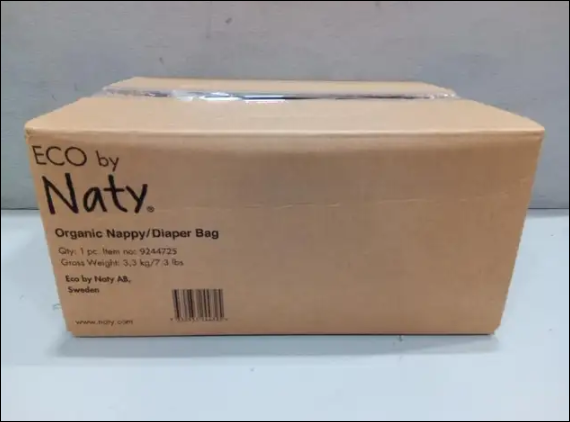 ECO by
Naty®
Organic Nappy/Diaper Bag
Qty: 1 pc. Item no: 9244725
Gross Weight: 3,3 kg/7.3 lbs
Eco by Naty AB,
Sweden
www.naty.com